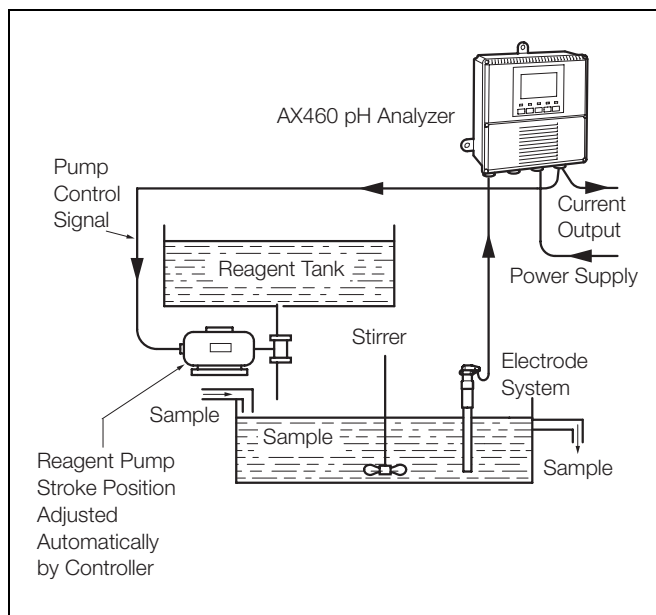 AX460 pH Analyzer
Pump
Control
Signal
Current
Output
Reagent Tank
Power Supply
Stirrer
Electrode
System
Sample
Sample
Sample
Reagent Pump
Stroke Position
Adjusted
Automatically
by Controller